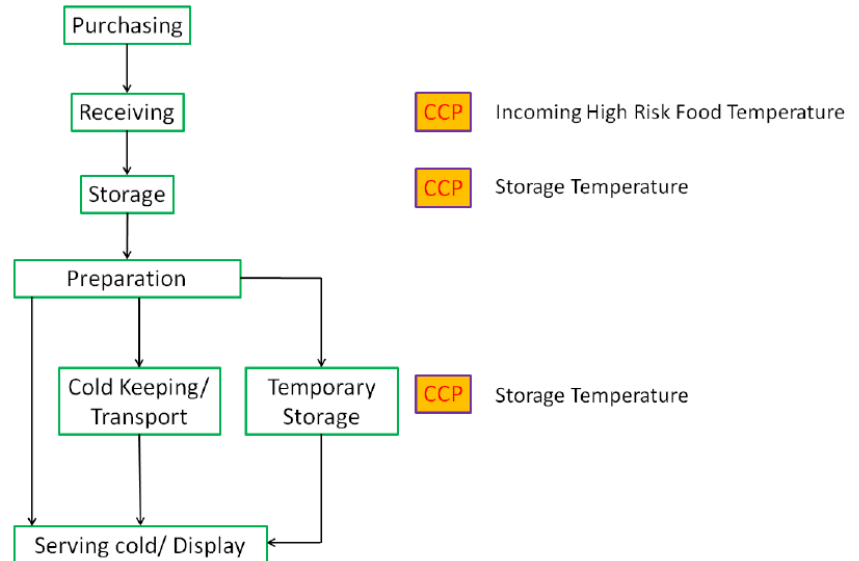 Purchasing
Receiving
CCP Incoming High Risk Food Temperature
Storage
CCP Storage Temperature
Preparation
Cold Keeping/
Transport
Temporary
Storage
CCP Storage Temperature
Serving cold/ Display